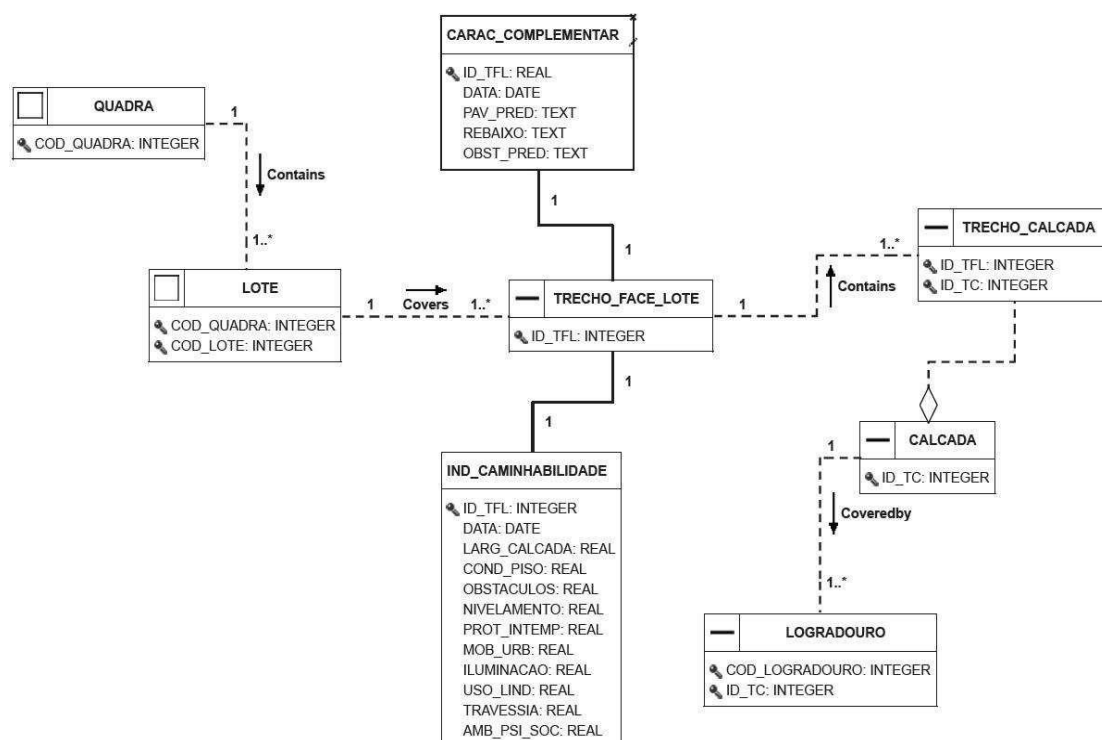 CARAC_COMPLEMENTAR
ID_TFL: REAL
DATA: DATE
PAV_PRED: TEXT
REBAIXO: TEXT
OBST_PRED: TEXT
QUADRA
COD_QUADRA: INTEGER
1
Contains
1..*
LOTE
COD_QUADRA: INTEGER
COD_LOTE: INTEGER
1
Covers
1..*
1
1
TRECHO_FACE_LOTE
ID_TFL: INTEGER
1
Contains
1..*
TRECHO_CALCADA
ID_TFL: INTEGER
ID_TC: INTEGER
CALCADA
ID_TC: INTEGER
1
Coveredby
1..*
LOGRADOURO
COD_LOGRADOURO: INTEGER
ID_TC: INTEGER
1
1
IND_CAMINHABILIDADE
ID_TFL: INTEGER
DATA: DATE
LARG_CALCADA: REAL
COND_PISO: REAL
OBSTACULOS: REAL
NIVELAMENTO: REAL
PROT_INTEMP: REAL
MOB_URB: REAL
ILUMINACAO: REAL
USO_LIND: REAL
TRAVESSIA: REAL
AMB_PSI_SOC: REAL